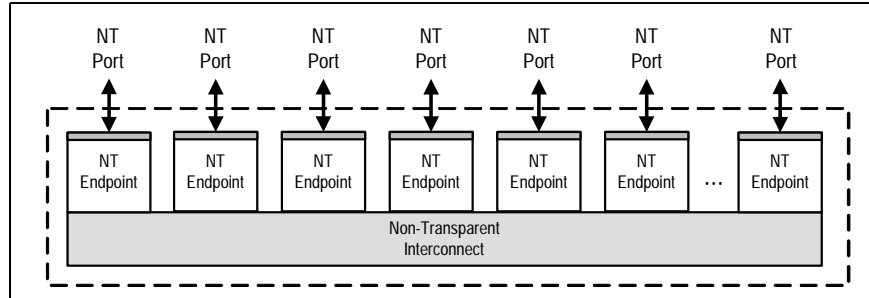 NT NT NT NT NT NT NT
Port Port Port Port Port Port Port
NT NT NT NT NT NT NT
Endpoint Endpoint Endpoint Endpoint Endpoint Endpoint ... Endpoint
Non-Transparent
Interconnect